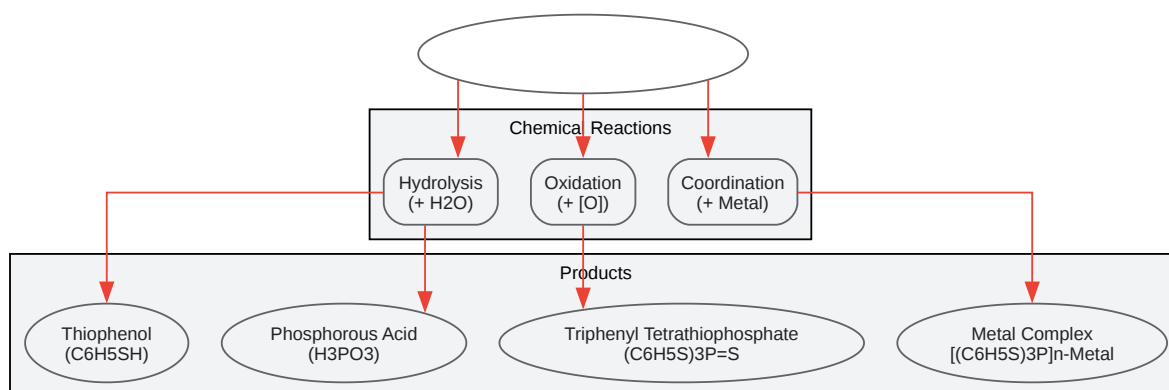 Chemical Reactions
Hydrolysis
(+ H2O)
Oxidation
(+ [O])
Coordination
(+ Metal)
Products
Thiophenol
(C6H5SH)
Phosphorous Acid
(H3PO3)
Triphenyl Tetrathiophosphate
(C6H5S)3P=S
Metal Complex
[(C6H5S)3P]n-Metal